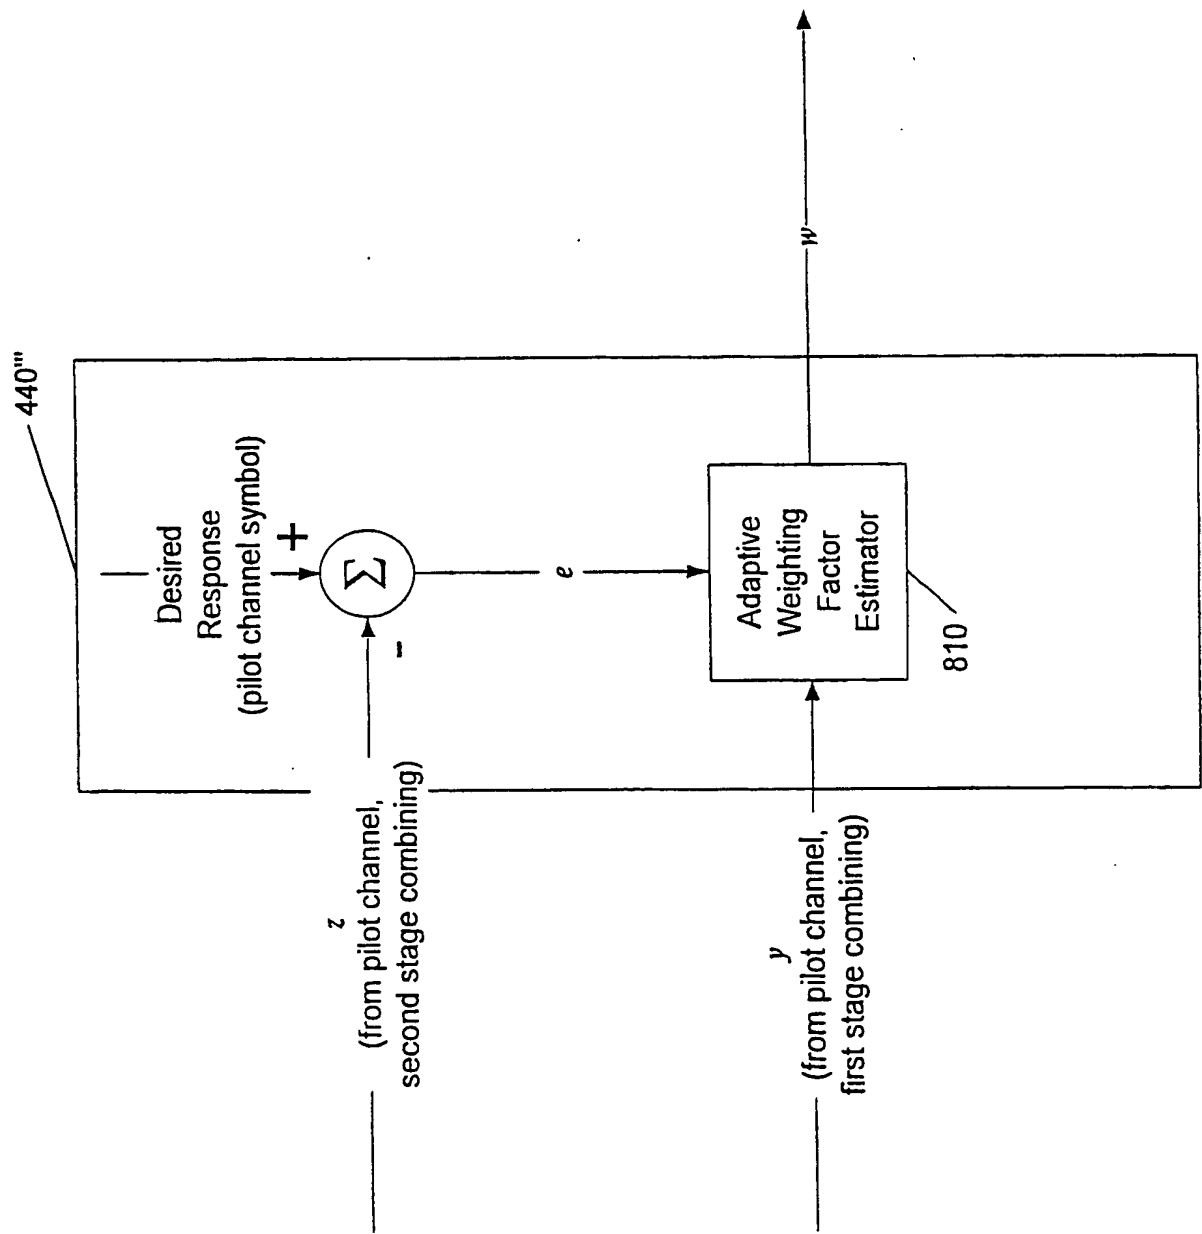 440'''
Desired
Response
(pilot channel symbol)
+
Σ
-
z
(from pilot channel,
second stage combining)
e
y
(from pilot channel,
first stage combining)
Adaptive
Weighting
Factor
Estimator
810
w